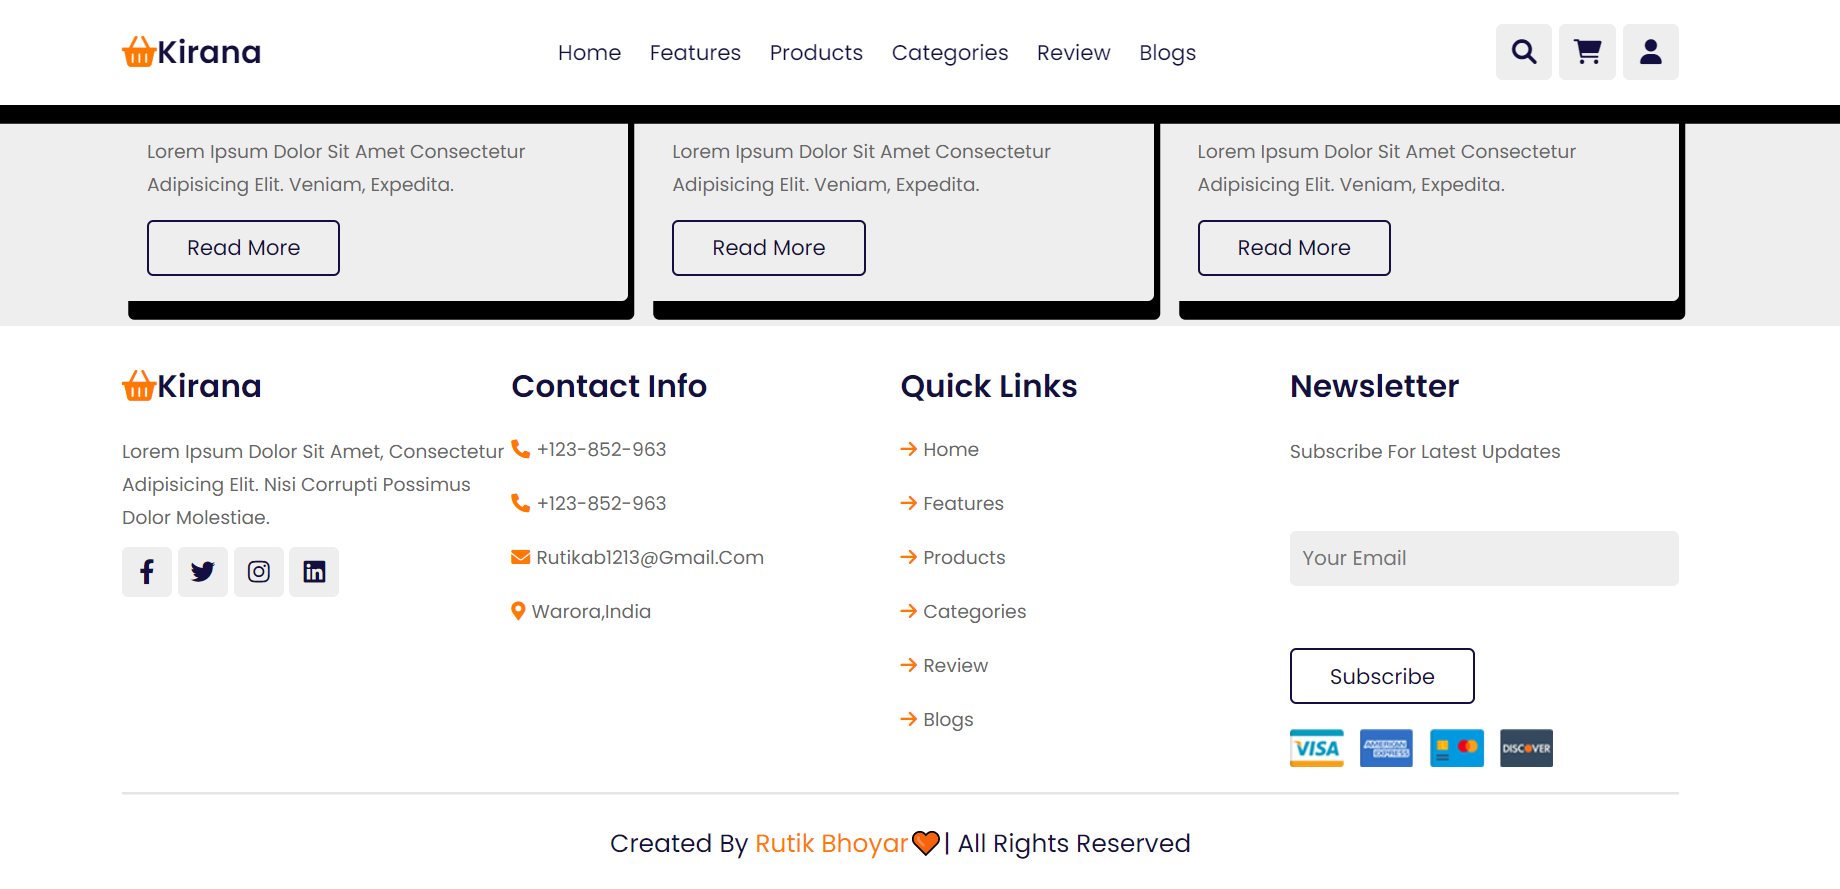 Kirana
Home Features Products Categories Review Blogs
Lorem Ipsum Dolor Sit Amet Consectetur
Adipisicing Elit. Veniam, Expedita.
Read More
Lorem Ipsum Dolor Sit Amet Consectetur
Adipisicing Elit. Veniam, Expedita.
Read More
Lorem Ipsum Dolor Sit Amet Consectetur
Adipisicing Elit. Veniam, Expedita.
Read More
Kirana
Lorem Ipsum Dolor Sit Amet, Consectetur
Adipisicing Elit. Nisi Corrupti Possimus
Dolor Molestiae.
Contact Info
+123-852-963
+123-852-963
Rutikab1213@Gmail.Com
Warora,India
Quick Links
Home
Features
Products
Categories
Review
Blogs
Newsletter
Subscribe For Latest Updates
Your Email
Subscribe
VISA
AMERICAN
EXPRESS
DISCOVER
Created By Rutik Bhoyar🧡| All Rights Reserved